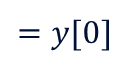 = y[0]